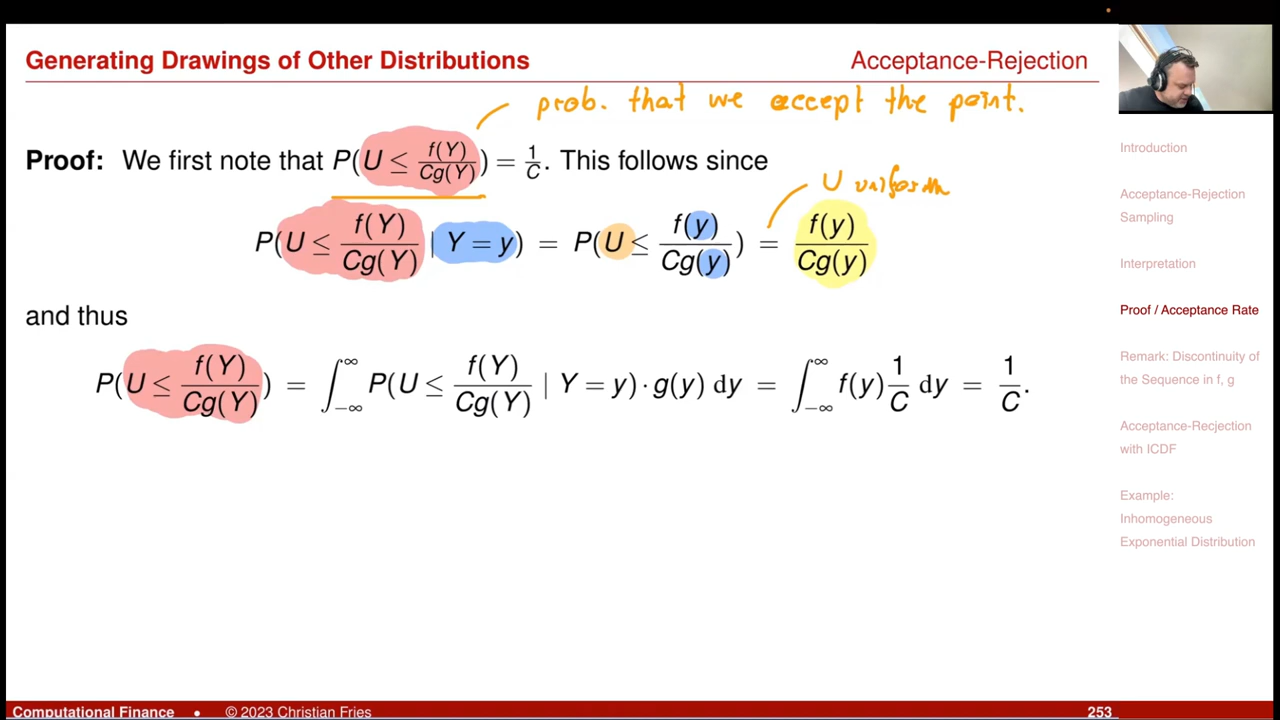 Generating Drawings of Other Distributions Acceptance-Rejection
prob. that we accept the point.
Proof: We first note that P(U ≤ f(Y)/Cg(Y)) = 1/C. This follows since
U uniform
P(U ≤ f(Y)/Cg(Y) | Y = y) = P(U ≤ f(y)/Cg(y)) = f(y)/Cg(y)
and thus
P(U ≤ f(Y)/Cg(Y)) = ∫_{-∞}^{∞} P(U ≤ f(Y)/Cg(Y) | Y = y) · g(y) dy = ∫_{-∞}^{∞} f(y) 1/C dy = 1/C.
Introduction
Acceptance-Rejection
Sampling
Interpretation
Proof / Acceptance Rate
Remark: Discontinuity of
the Sequence in f, g
Acceptance-Recjection
with ICDF
Example:
Inhomogeneous
Exponential Distribution
Computational Finance • © 2023 Christian Fries 253